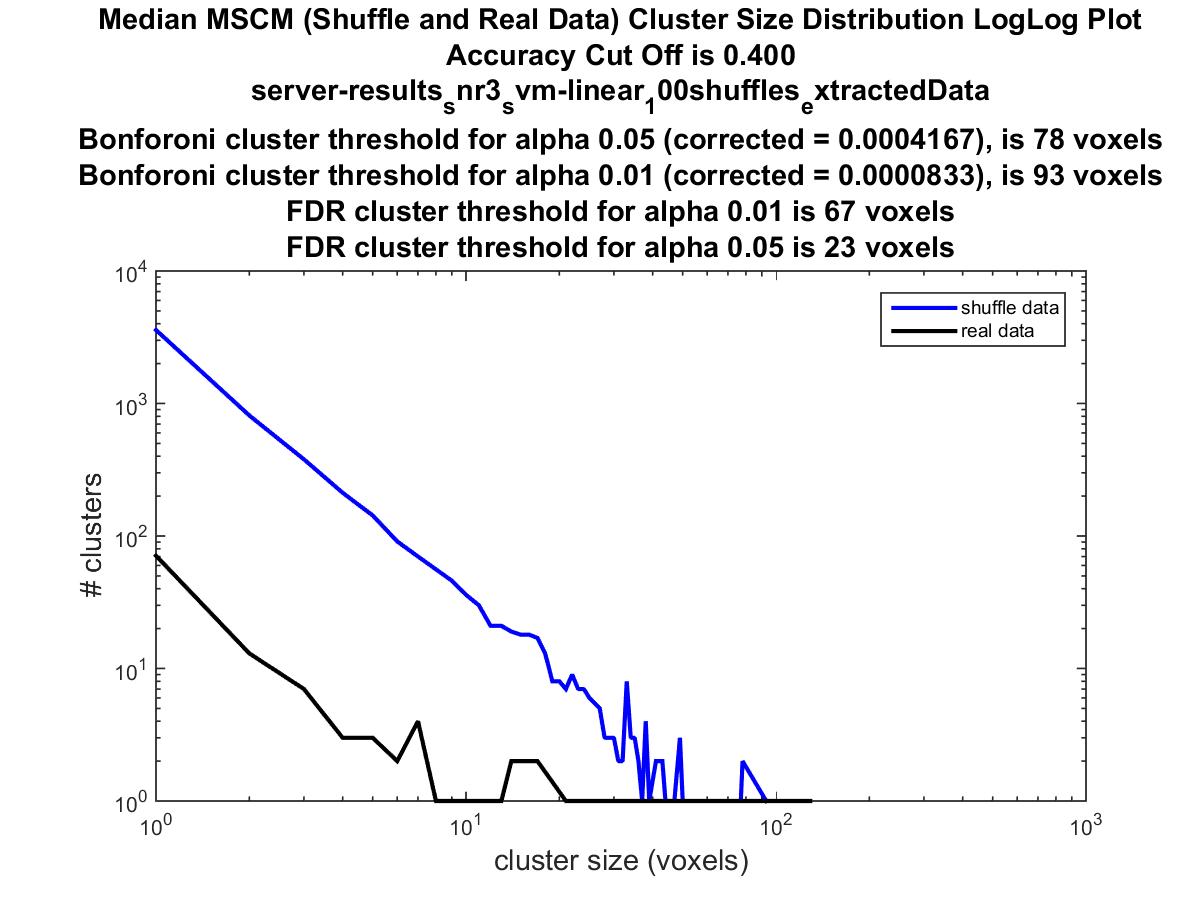 Median MSCM (Shuffle and Real Data) Cluster Size Distribution LogLog Plot
Accuracy Cut Off is 0.400
server-results_snr3_svm-linear_100shuffles_extractedData
Bonforoni cluster threshold for alpha 0.05 (corrected = 0.0004167), is 78 voxels
Bonforoni cluster threshold for alpha 0.01 (corrected = 0.0000833), is 93 voxels
FDR cluster threshold for alpha 0.01 is 67 voxels
FDR cluster threshold for alpha 0.05 is 23 voxels
shuffle data
real data
# clusters
10^4
10^3
10^2
10^1
10^0
10^0 10^1 10^2 10^3
cluster size (voxels)